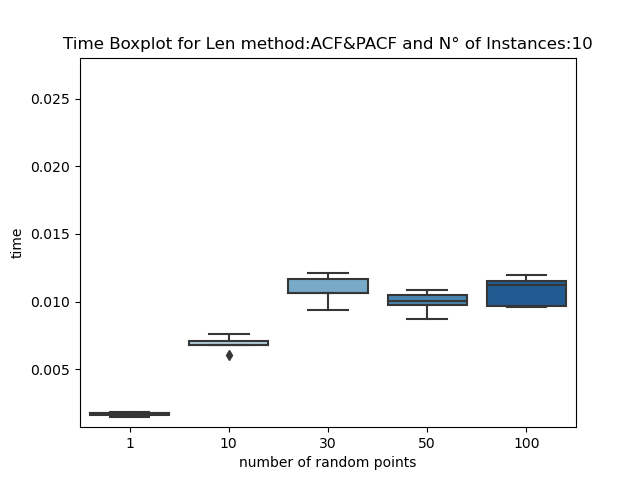 Time Boxplot for Len method:ACF&PACF and N° of Instances:10
0.025
0.020
0.015
0.010
0.005
time
1 10 30 50 100
number of random points